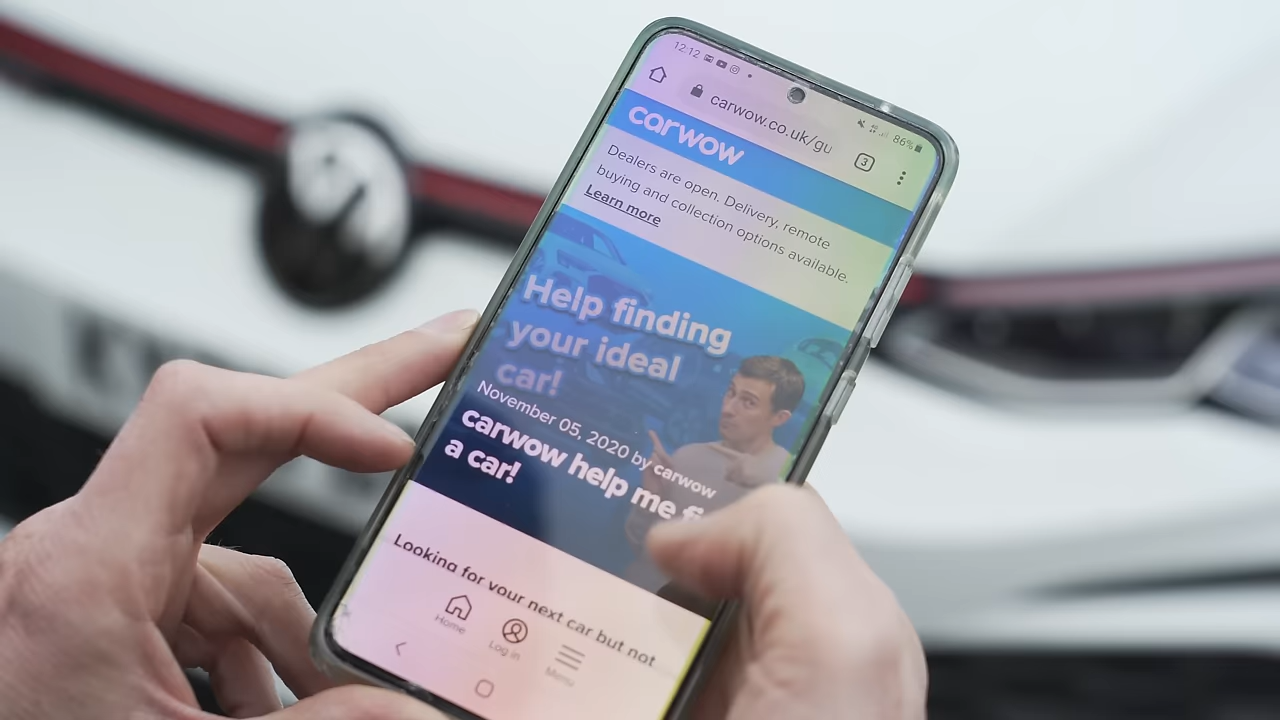 12:12
86%
carwow.co.uk/gu
3
carwow
Dealers are open. Delivery, remote
buying and collection options available.
Learn more
Help finding
your ideal
car!
November 05, 2020 by carwow
carwow help me fi
a car!
Looking for your next car but not
Home
Log in
Menu